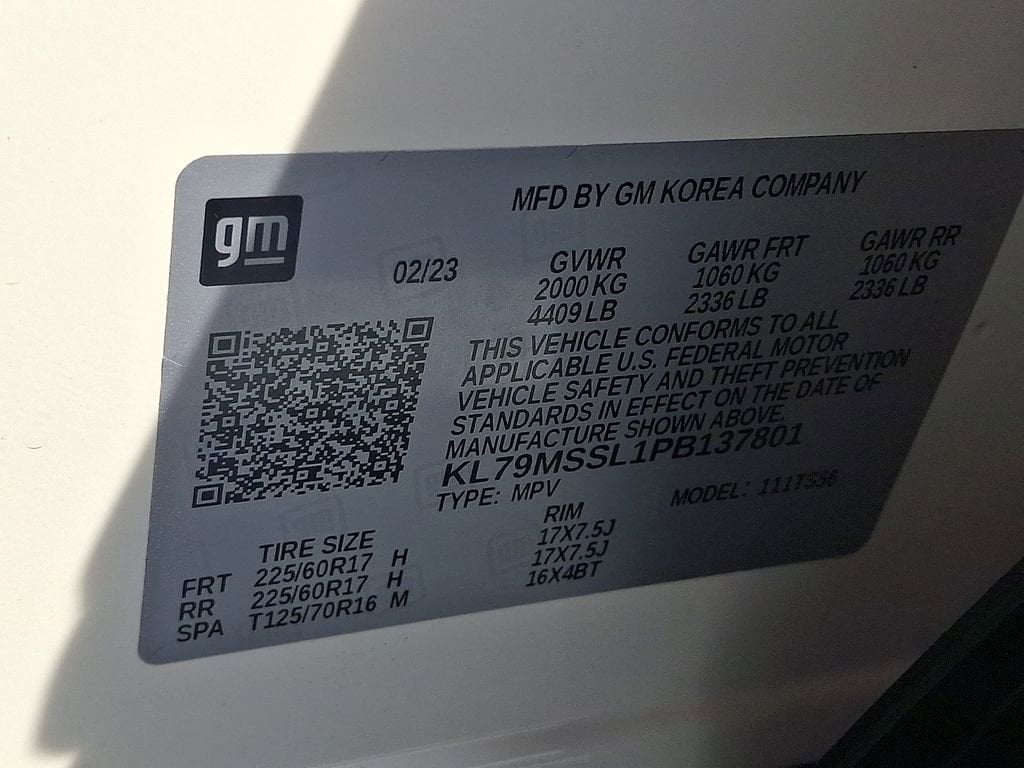 gm
MFD BY GM KOREA COMPANY
02/23
GVWR GAWR FRT GAWR RR
2000 KG 1060 KG 1060 KG
4409 LB 2336 LB 2336 LB
THIS VEHICLE CONFORMS TO ALL
APPLICABLE U.S. FEDERAL MOTOR
VEHICLE SAFETY AND THEFT PREVENTION
STANDARDS IN EFFECT ON THE DATE OF
MANUFACTURE SHOWN ABOVE.
KL79MSSL1PB137801
TYPE: MPV MODEL: 111TS56
TIRE SIZE RIM
FRT 225/60R17 H 17X7.5J
RR 225/60R17 H 17X7.5J
SPA T125/70R16 M 16X4BT